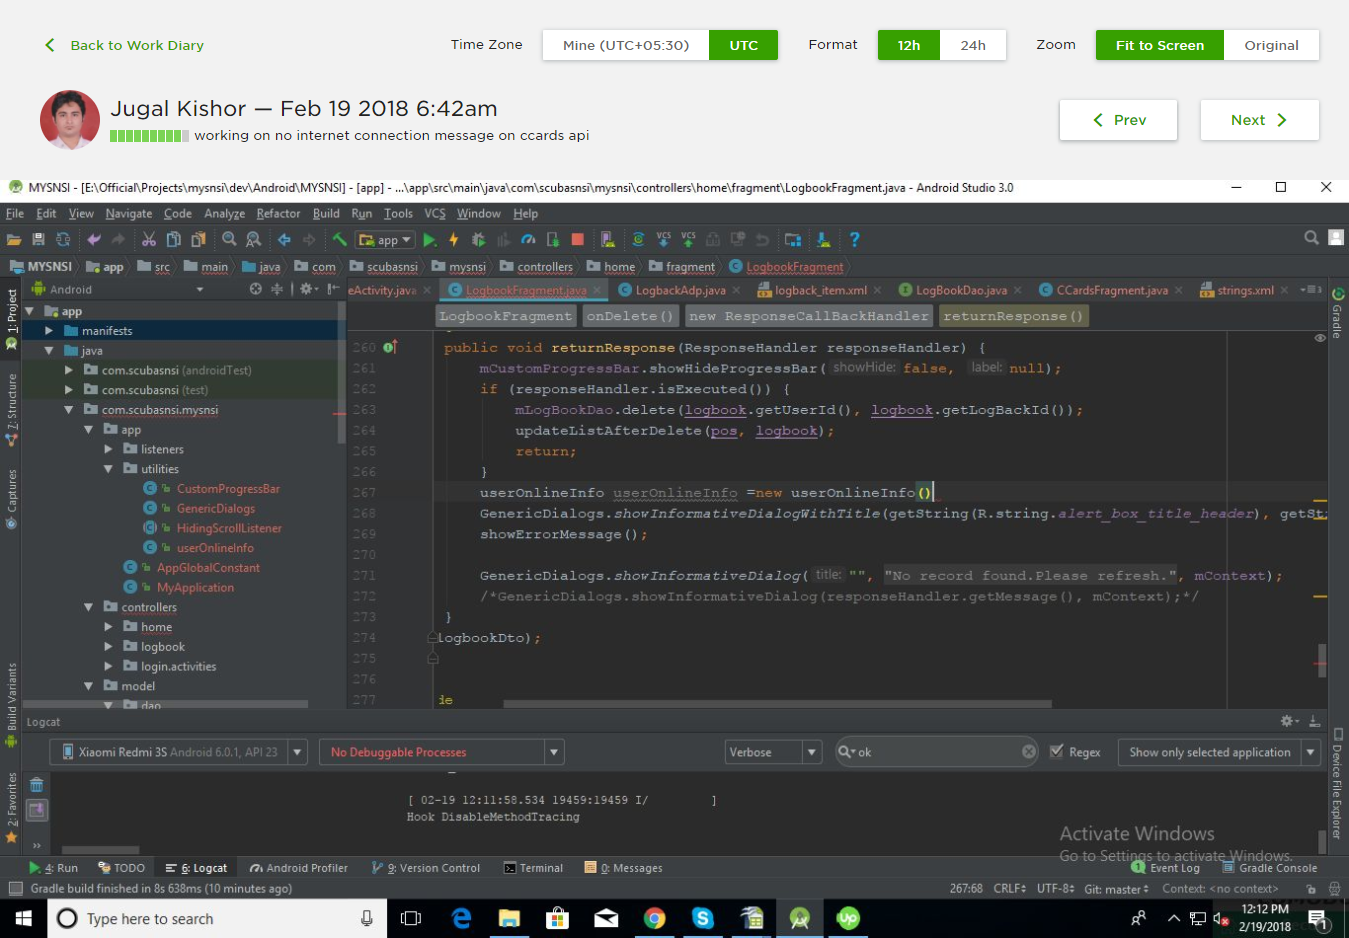 Back to Work Diary
Time Zone Mine (UTC+05:30) UTC Format 12h 24h Zoom Fit to Screen Original
Jugal Kishor — Feb 19 2018 6:42am
working on no internet connection message on ccards api
Prev Next
MYSNSI - [E:\Official\Projects\mysnsi\dev\Android\MYSNSI] - [app] - ...\app\src\main\java\com\scubasnsi\mysnsi\controllers\home\fragment\LogbookFragment.java - Android Studio 3.0
File Edit View Navigate Code Analyze Refactor Build Run Tools VCS Window Help
app
MYSNSI app src main java com scubasnsi mysnsi controllers home fragment LogbookFragment
Android
eActivity.java LogbookFragment.java LogbackAdp.java logback_item.xml LogBookDao.java CCardsFragment.java strings.xml
LogbookFragment onDelete() new ResponseCallBackHandler returnResponse()
1: Project
Z: Structure
Captures
Build Variants
2: Favorites
app
manifests
java
com.scubasnsi (androidTest)
com.scubasnsi (test)
com.scubasnsi.mysnsi
app
listeners
utilities
CustomProgressBar
GenericDialogs
HidingScrollListener
userOnlineInfo
AppGlobalConstant
MyApplication
controllers
home
logbook
login.activities
model
dao
260 public void returnResponse(ResponseHandler responseHandler) {
261 mCustomProgressBar.showHideProgressBar( showHide: false, label: null);
262 if (responseHandler.isExecuted()) {
263 mLogBookDao.delete(logbook.getUserId(), logbook.getLogBackId());
264 updateListAfterDelete(pos, logbook);
265 return;
266 }
267 userOnlineInfo userOnlineInfo =new userOnlineInfo()
268 GenericDialogs.showInformativeDialogWithTitle(getString(R.string.alert_box_title_header), getSt
269 showErrorMessage();
270
271 GenericDialogs.showInformativeDialog( title: "", "No record found.Please refresh.", mContext);
272 /*GenericDialogs.showInformativeDialog(responseHandler.getMessage(), mContext);*/
273 }
274 logbookDto);
275
276
277 de
Gradle
Device File Explorer
Logcat
Xiaomi Redmi 3S Android 6.0.1, API 23 No Debuggable Processes Verbose ok Regex Show only selected application
[ 02-19 12:11:58.534 19459:19459 I/ ]
Hook DisableMethodTracing
Activate Windows
Go to Settings to activate Windows.
4: Run TODO 6: Logcat Android Profiler 9: Version Control Terminal 0: Messages 1 Event Log Gradle Console
Gradle build finished in 8s 638ms (10 minutes ago) 267:68 CRLF UTF-8 Git: master Context: <no context>
Type here to search 12:12 PM
2/19/2018
1